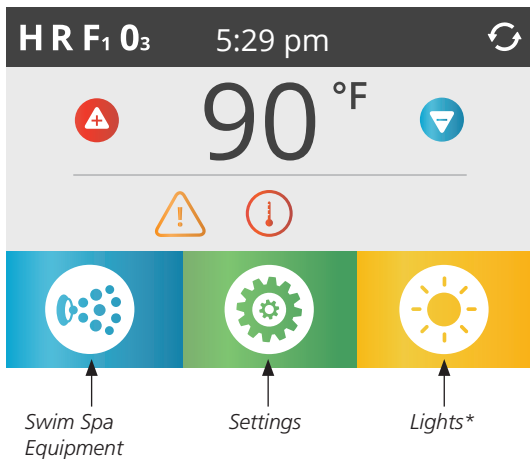 H R F1 03 5:29 pm
90 °F
Swim Spa Equipment
Settings
Lights*